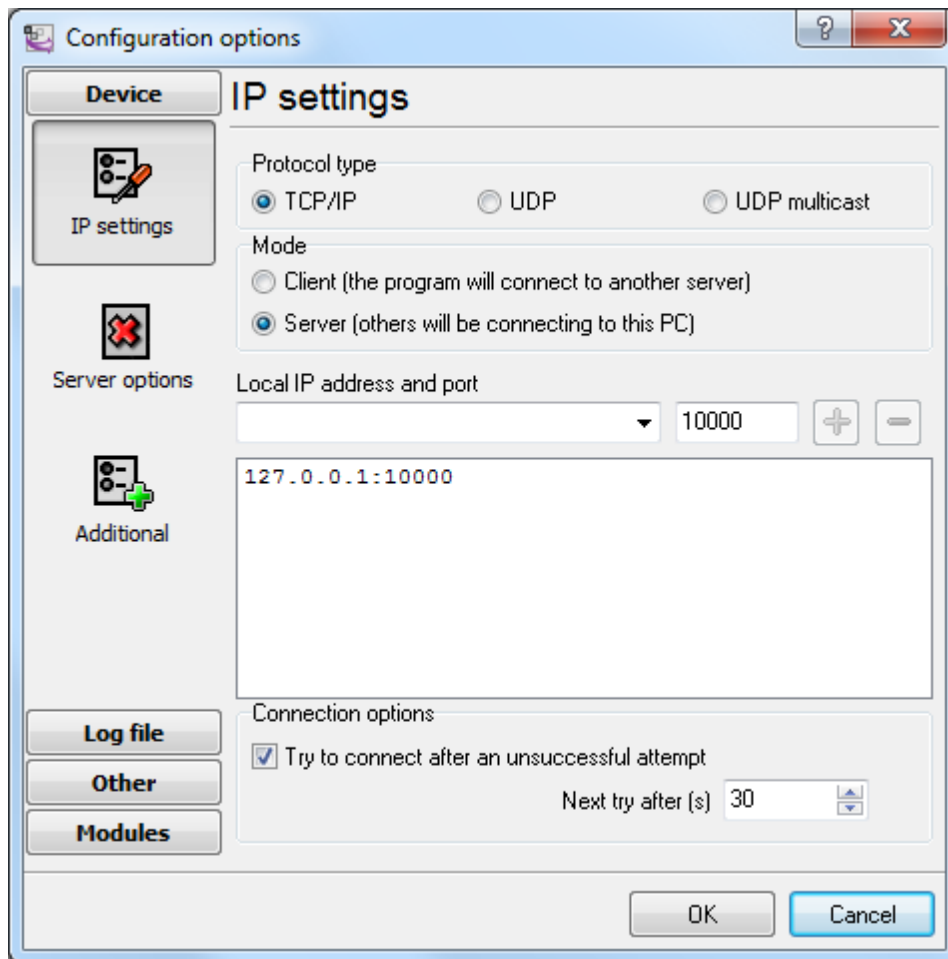 Configuration options
Device
IP settings
Server options
Additional
Log file
Other
Modules
IP settings
Protocol type
TCP/IP UDP UDP multicast
Mode
Client (the program will connect to another server)
Server (others will be connecting to this PC)
Local IP address and port
10000
127.0.0.1:10000
Connection options
Try to connect after an unsuccessful attempt
Next try after (s) 30
OK Cancel